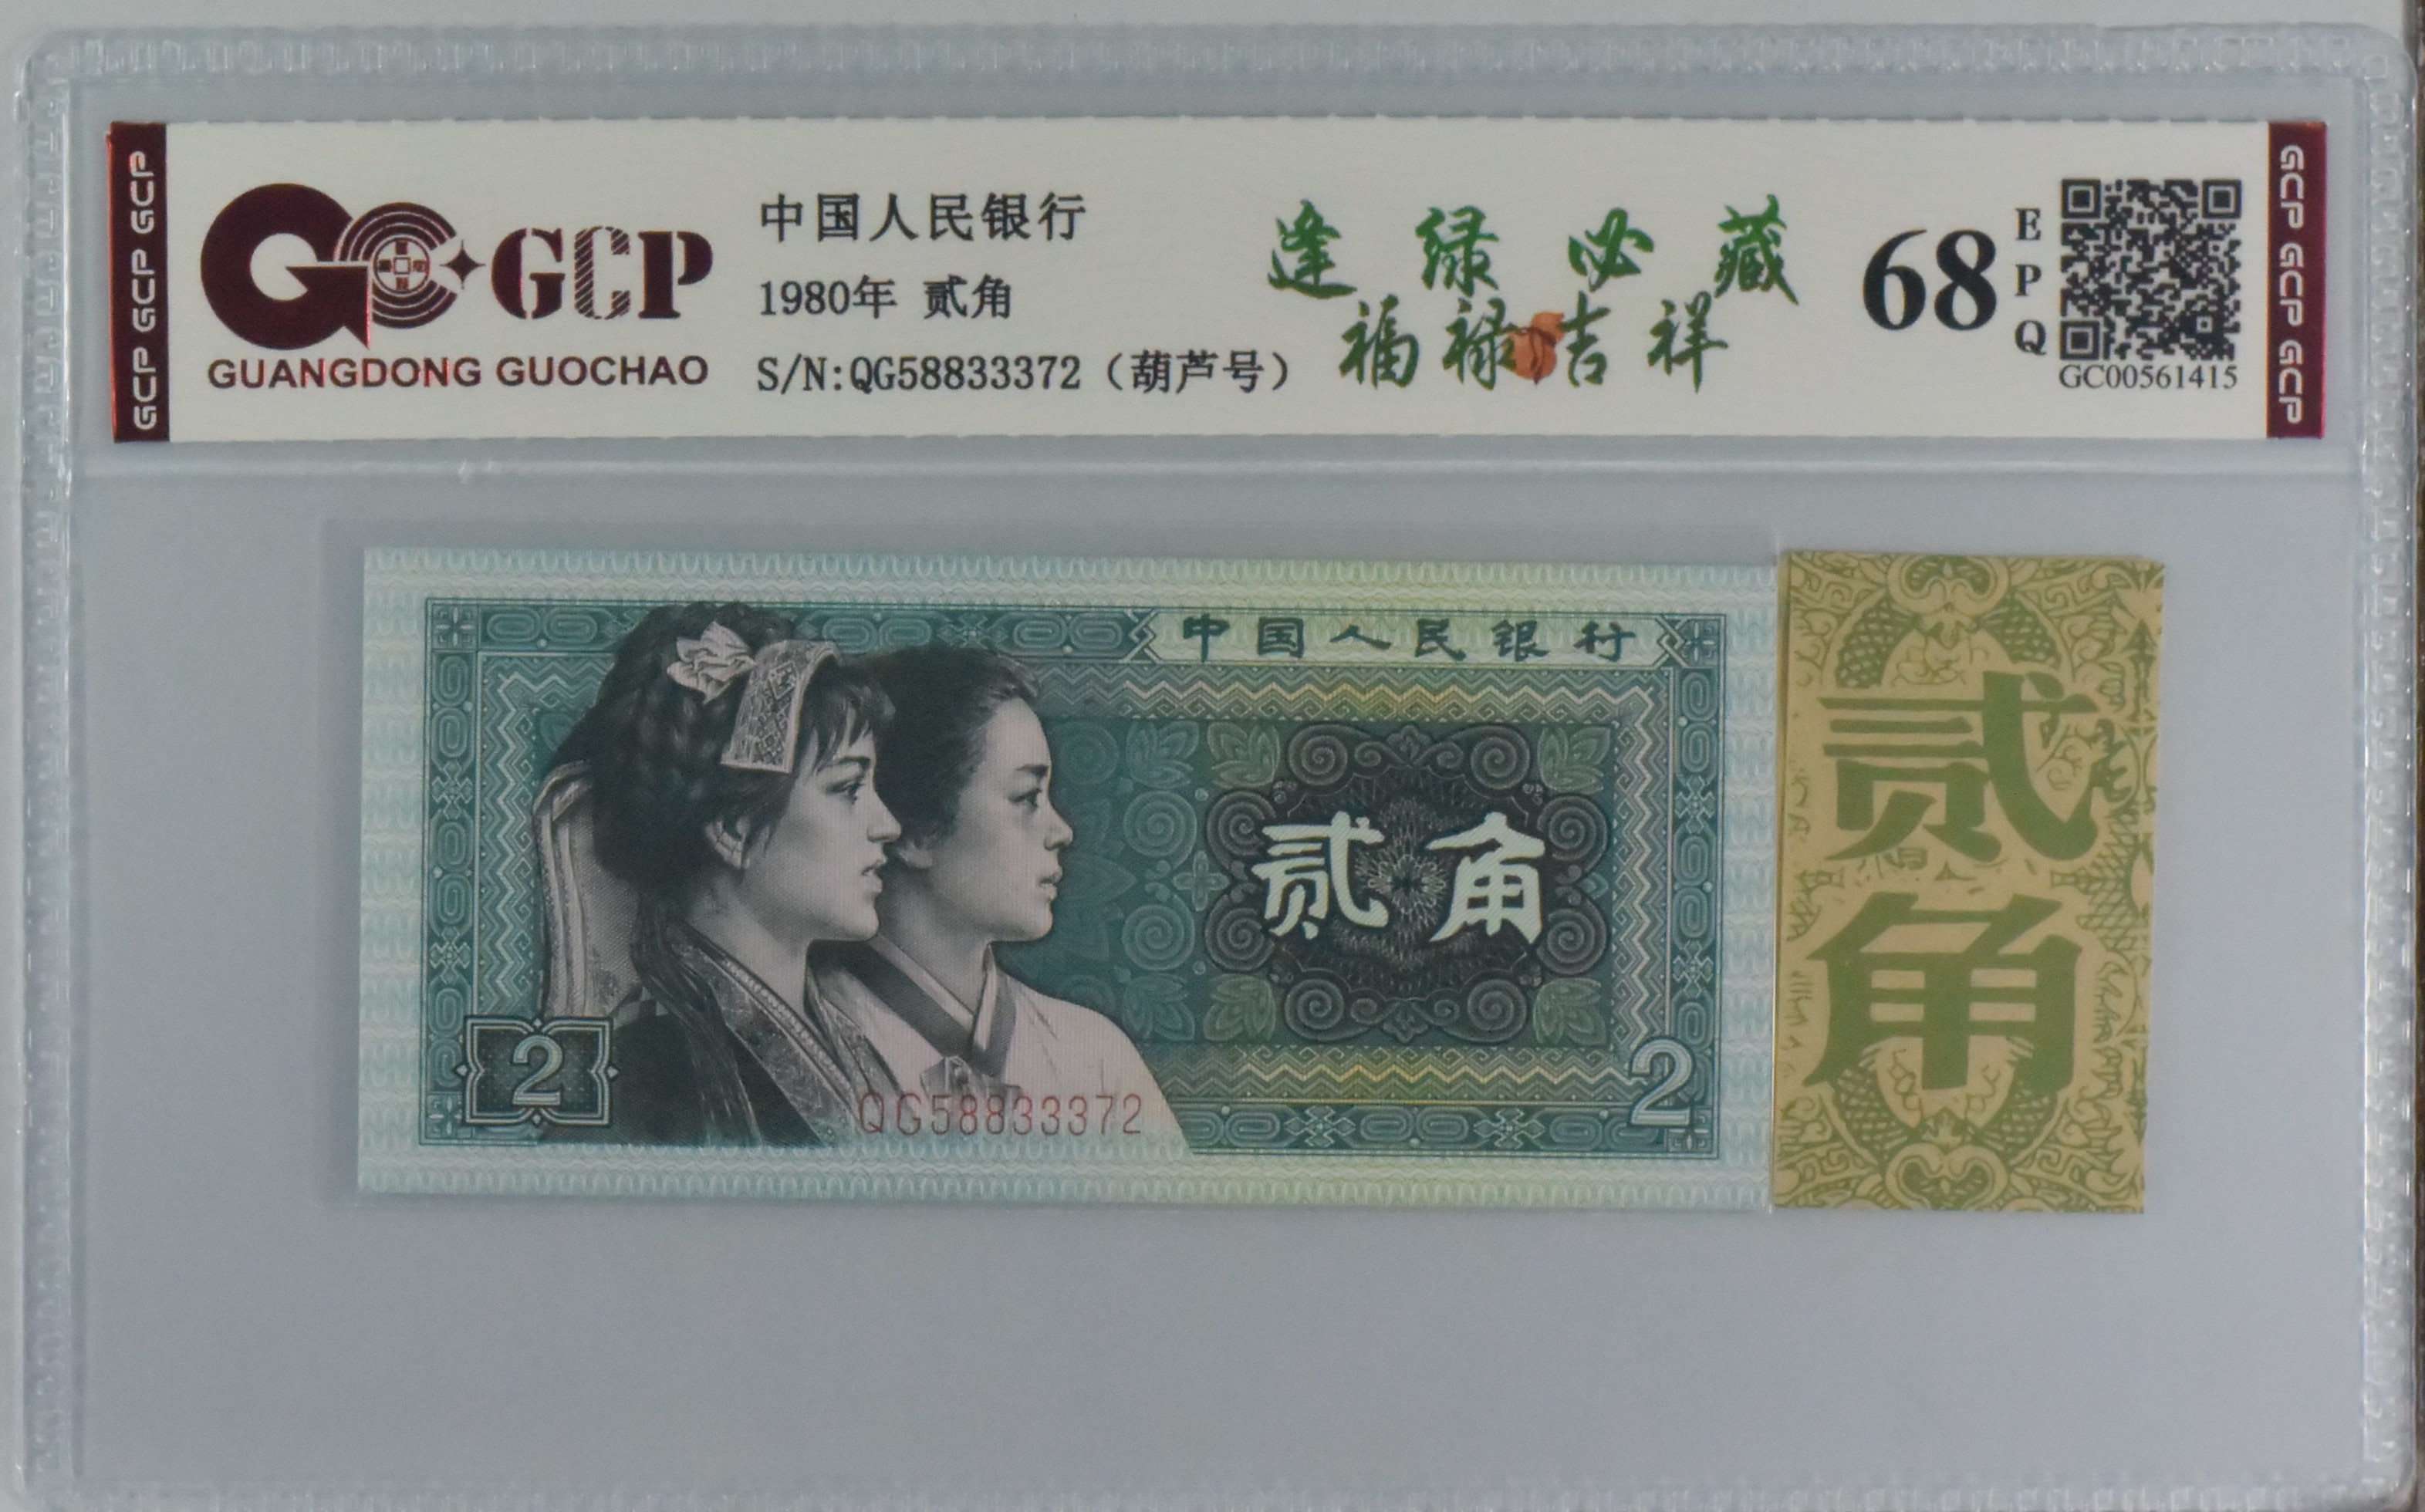 GCP GCP GCP
GCP
GUANGDONG GUOCHAO
中国人民银行
1980年 贰角
S/N:QG58833372（葫芦号）
逢绿必藏
福禄吉祥
68
EPQ
GC00561415
GCP GCP GCP
中国人民银行
贰角
2
QG58833372
2
贰角